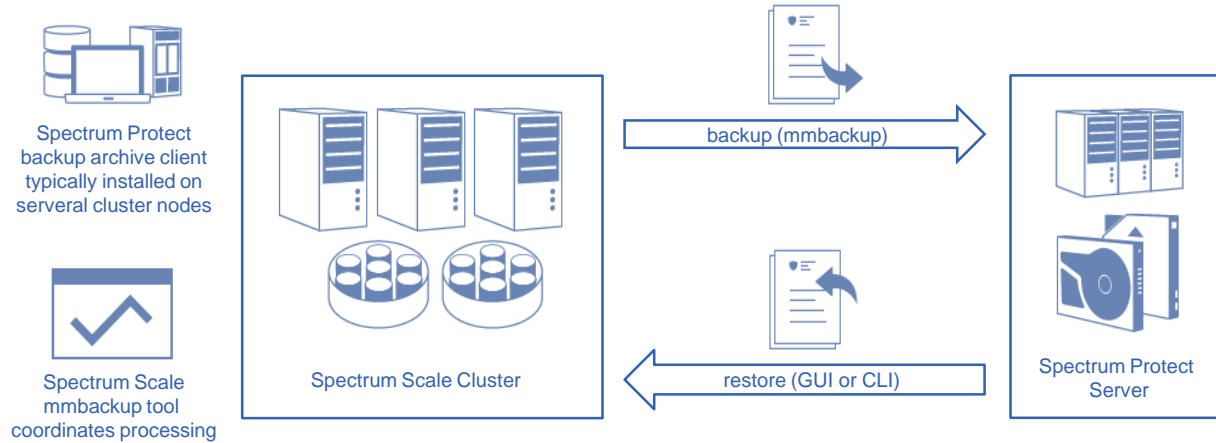 Spectrum Protect
backup archive client
typically installed on
serveral cluster nodes
Spectrum Scale
mmbackup tool
coordinates processing
Spectrum Scale Cluster
backup (mmbackup)
restore (GUI or CLI)
Spectrum Protect
Server